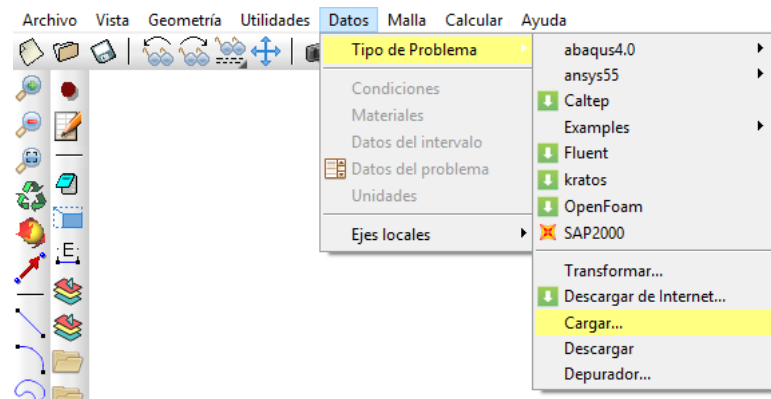 Archivo Vista Geometría Utilidades Datos Malla Calcular Ayuda
Tipo de Problema
Condiciones
Materiales
Datos del intervalo
Datos del problema
Unidades
Ejes locales
abaqus4.0
ansys55
Caltep
Examples
Fluent
kratos
OpenFoam
SAP2000
Transformar...
Descargar de Internet...
Cargar...
Descargar
Depurador...
E